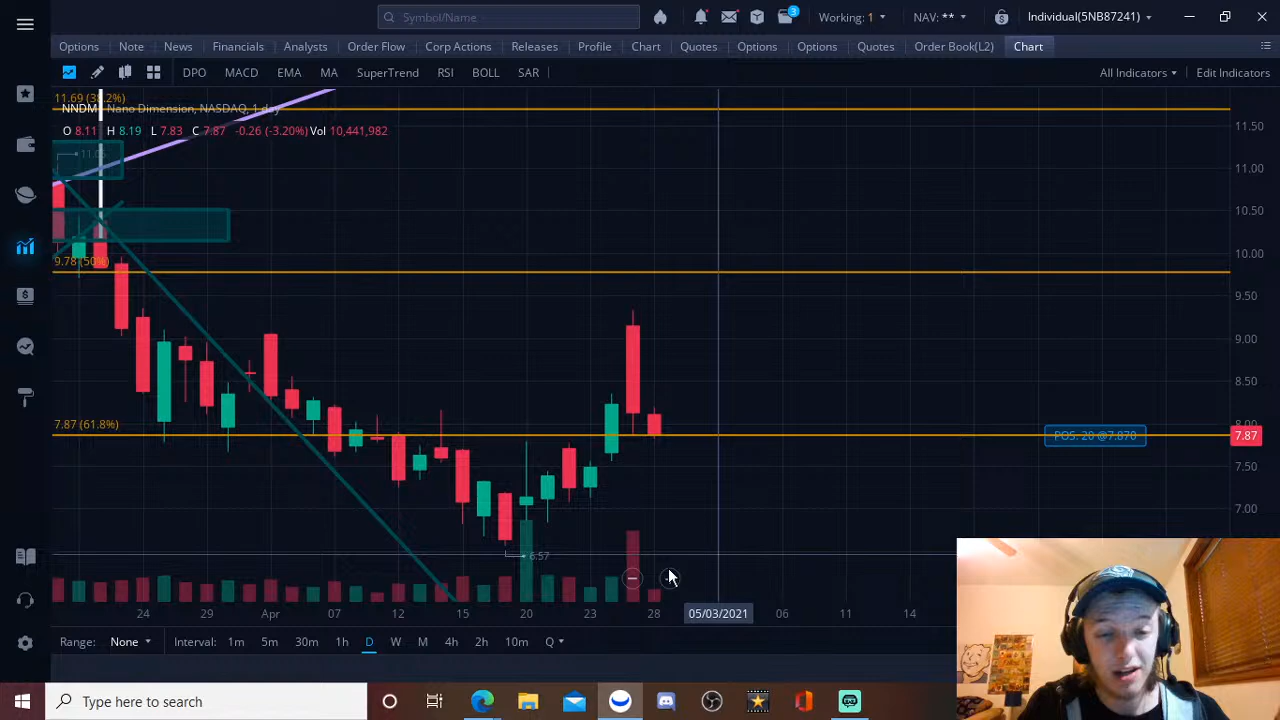 Symbol/Name
3
Working: 1
NAV: **
Individual(5NB87241)
Options Note News Financials Analysts Order Flow Corp Actions Releases Profile Chart Quotes Options Options Quotes Order Book(L2) Chart
DPO MACD EMA MA SuperTrend RSI BOLL SAR
All Indicators Edit Indicators
11.69 (38.2%)
NNDM Nano Dimension, NASDAQ, 1 day
O 8.11 H 8.19 L 7.83 C 7.87 -0.26 (-3.20%) Vol 10,441,982
11.50
11.00
10.50
10.00
9.78 (50%)
9.50
9.00
8.50
8.00
7.87 (61.8%)
POS: 20 @7.870
7.87
7.50
7.00
6.57
24 29 Apr 07 12 15 20 23 28 05/03/2021 06 11 14
Range: None Interval: 1m 5m 30m 1h D W M 4h 2h 10m Q
Type here to search